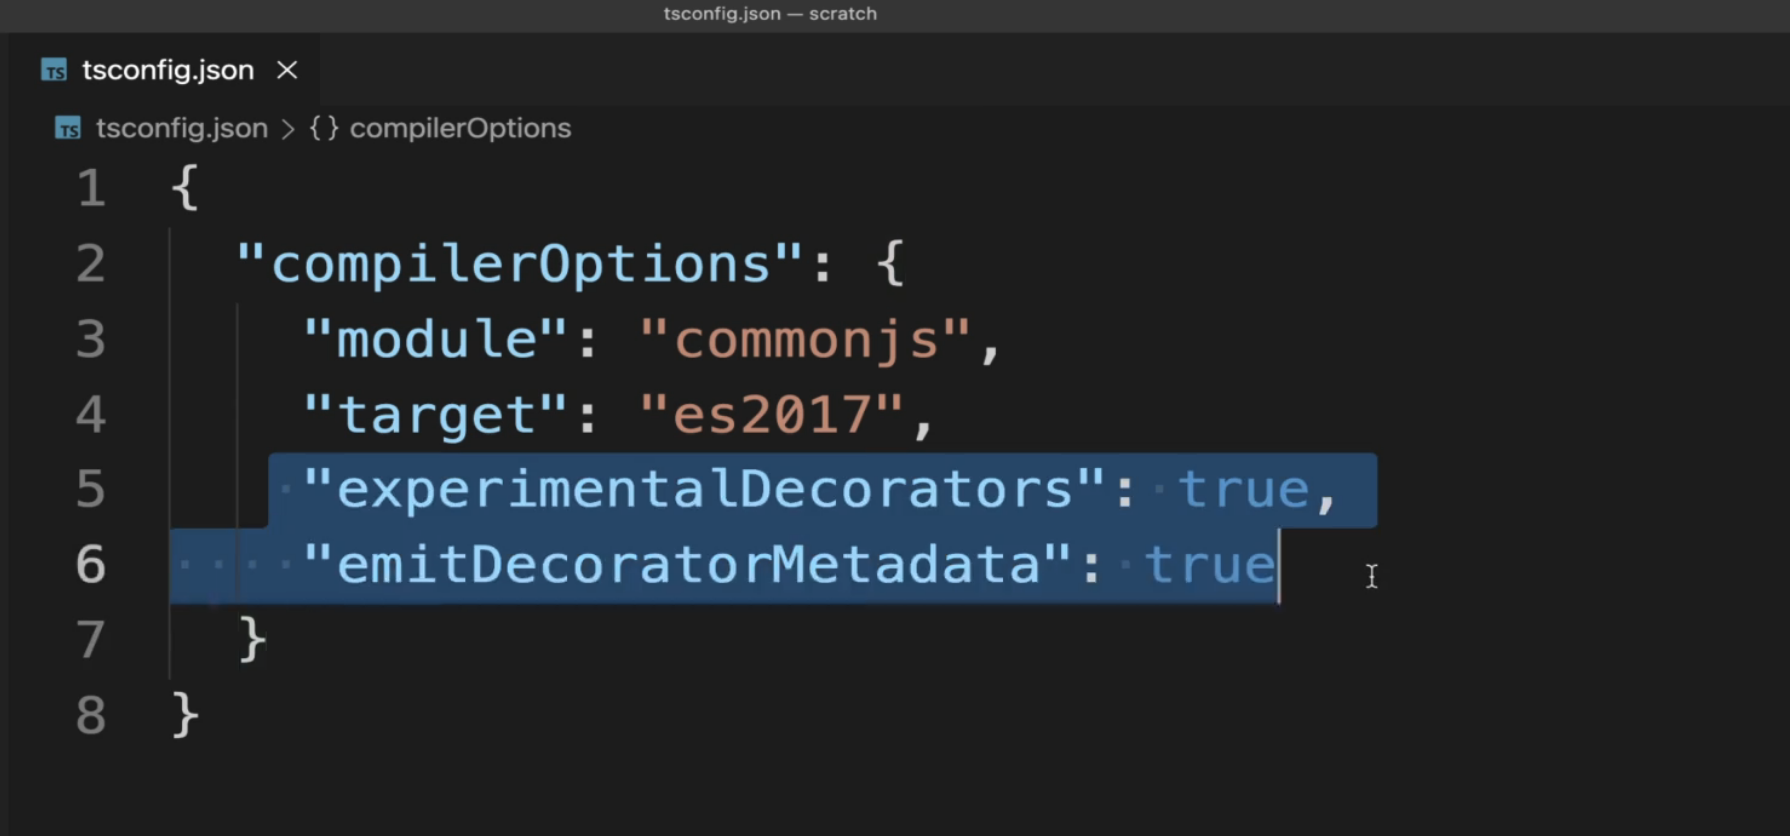 tsconfig.json — scratch
TS tsconfig.json ×
TS tsconfig.json > {} compilerOptions
1 {
2   "compilerOptions": {
3     "module": "commonjs",
4     "target": "es2017",
5     "experimentalDecorators": true,
6     "emitDecoratorMetadata": true
7   }
8 }